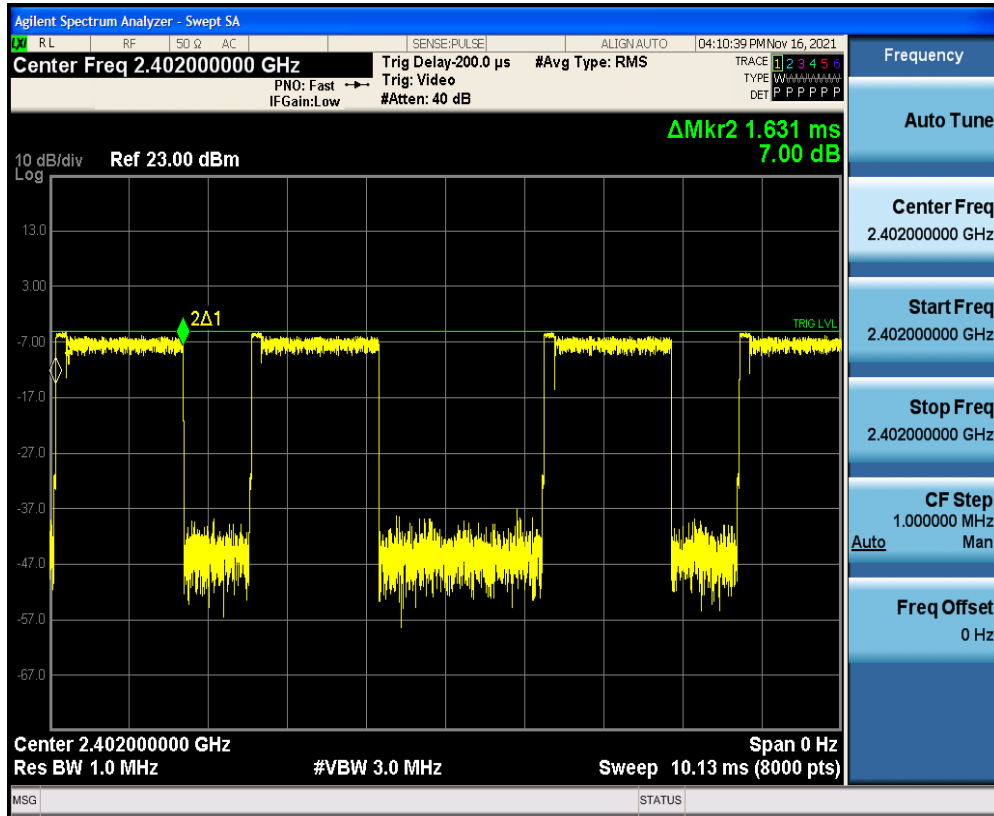 Agilent Spectrum Analyzer - Swept SA
LXI RL RF 50 Ω AC SENSE:PULSE ALIGN AUTO 04:10:39 PM Nov 16, 2021
Center Freq 2.402000000 GHz
PNO: Fast
IFGain:Low
Trig Delay-200.0 µs
Trig: Video
#Atten: 40 dB
#Avg Type: RMS
TRACE 1 2 3 4 5 6
TYPE WWWWWW
DET P P P P P P
ΔMkr2 1.631 ms
7.00 dB
10 dB/div Ref 23.00 dBm
Log
13.0
3.00
-7.00
-17.0
-27.0
-37.0
-47.0
-57.0
-67.0
2Δ1
TRIG LVL
Center 2.402000000 GHz Span 0 Hz
Res BW 1.0 MHz #VBW 3.0 MHz Sweep 10.13 ms (8000 pts)
MSG STATUS
Frequency
Auto Tune
Center Freq
2.402000000 GHz
Start Freq
2.402000000 GHz
Stop Freq
2.402000000 GHz
CF Step
1.000000 MHz
Auto Man
Freq Offset
0 Hz